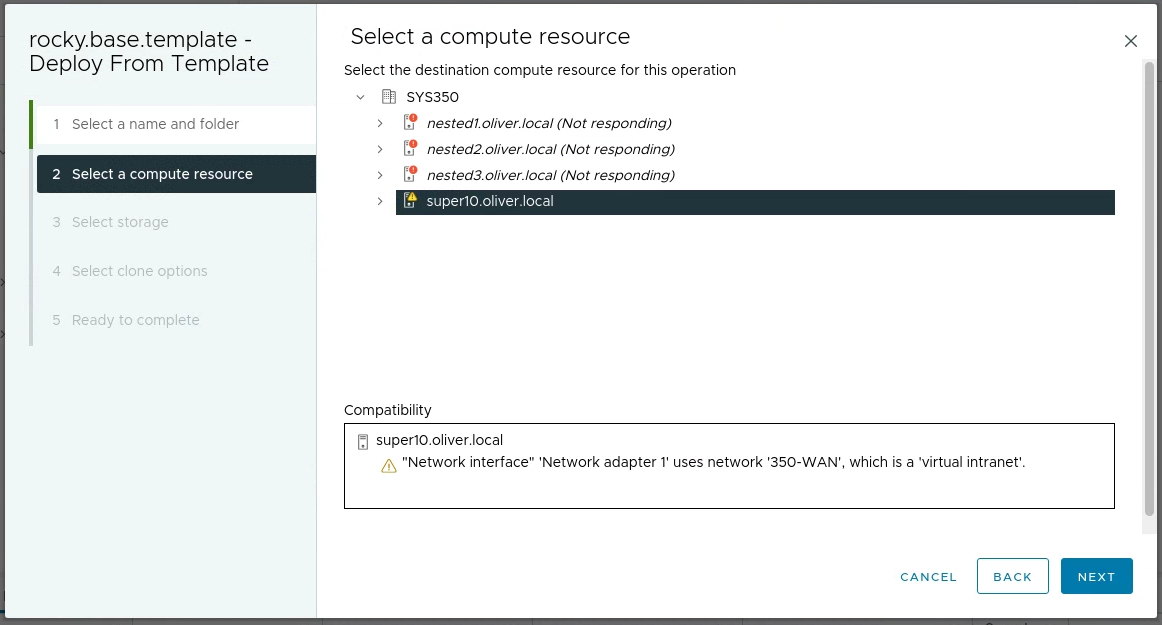 rocky.base.template -
Deploy From Template
1 Select a name and folder
2 Select a compute resource
3 Select storage
4 Select clone options
5 Ready to complete
Select a compute resource
Select the destination compute resource for this operation
SYS350
nested1.oliver.local (Not responding)
nested2.oliver.local (Not responding)
nested3.oliver.local (Not responding)
super10.oliver.local
Compatibility
super10.oliver.local
"Network interface" 'Network adapter 1' uses network '350-WAN', which is a 'virtual intranet'.
CANCEL BACK NEXT